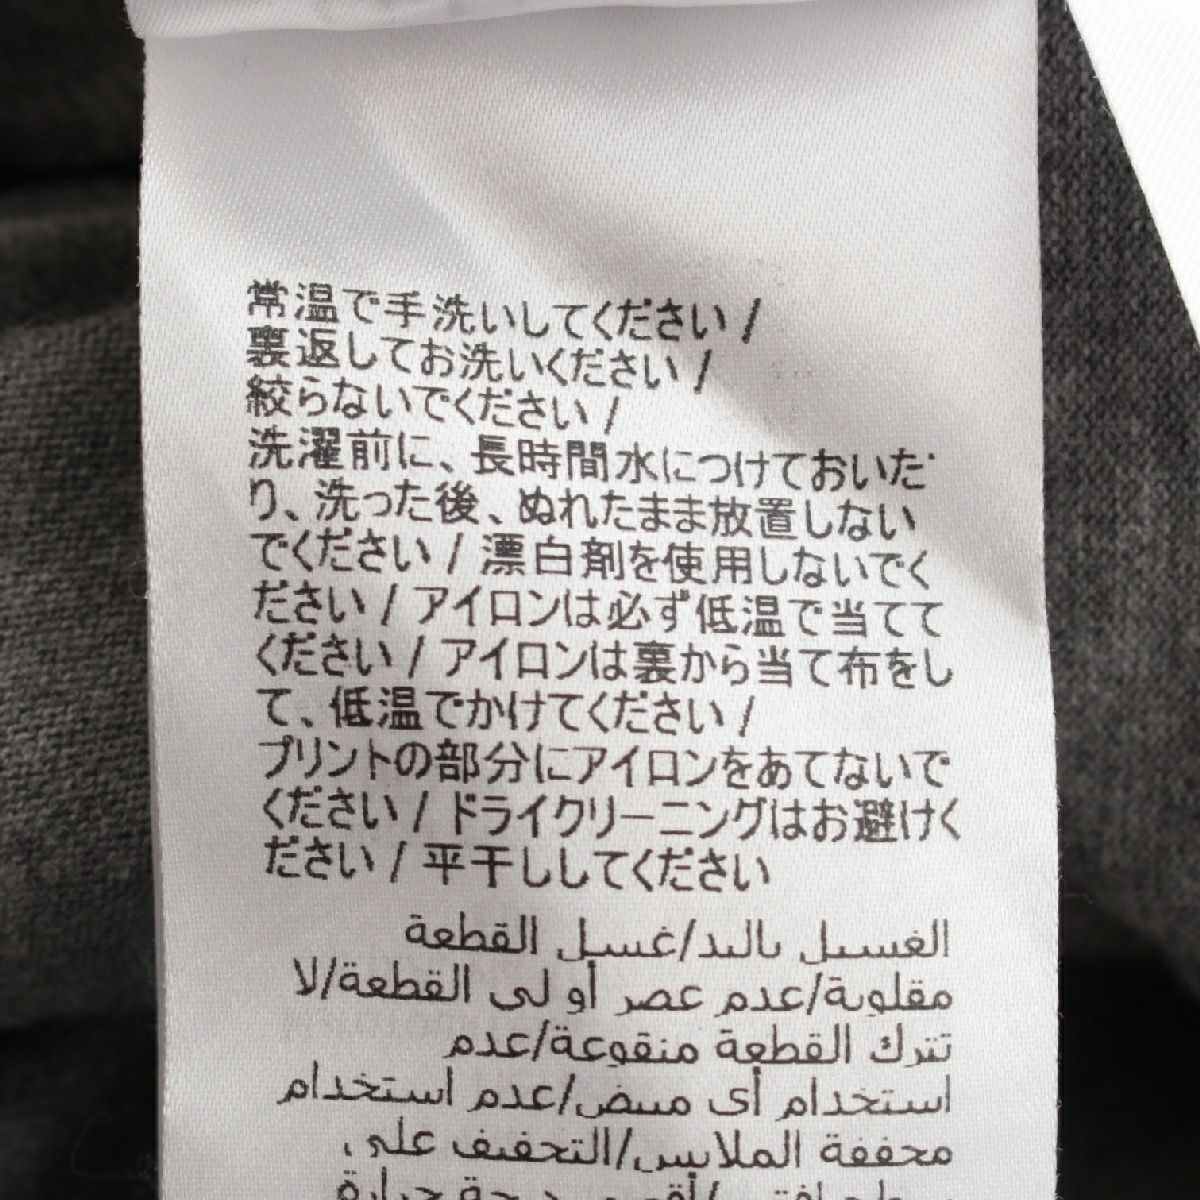 常温で手洗いしてください /
裏返してお洗いください /
絞らないでください /
洗濯前に、長時間水につけておいた
り、洗った後、ぬれたまま放置しない
でください / 漂白剤を使用しないでく
ださい / アイロンは必ず低温で当てて
ください / アイロンは裏から当て布をし
て、低温でかけてください /
プリントの部分にアイロンをあてないで
ください / ドライクリーニングはお避けく
ださい / 平干ししてください
الغسيل باليد/غسيل القطعة
مقلوبة/عدم عصر أو لى القطعة/لا
تترك القطعة منقوعة/عدم
استخدام أى مبيض/عدم استخدام
مجففة الملابس/التجفيف على
درجة حرارة